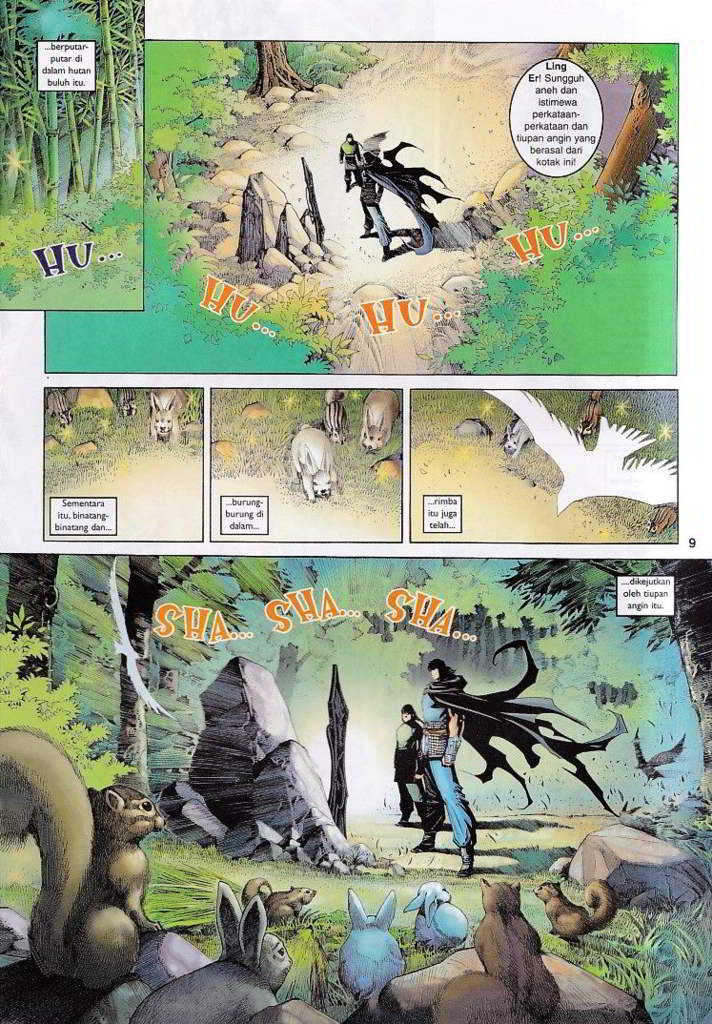 ...berputar-
putar di
dalam hutan
buluh itu.
Ling
Er! Sungguh
aneh dan
istimewa
perkataan-
perkataan dan
tiupan angin yang
berasal dari
kotak ini!
HU...
HU...
HU...
HU...
Sementara
itu, binatang-
binatang dan...
...burung-
burung di
dalam...
...rimba
itu juga
telah...
9
....dikejutkan
oleh tiupan
angin itu.
SHA... SHA... SHA...